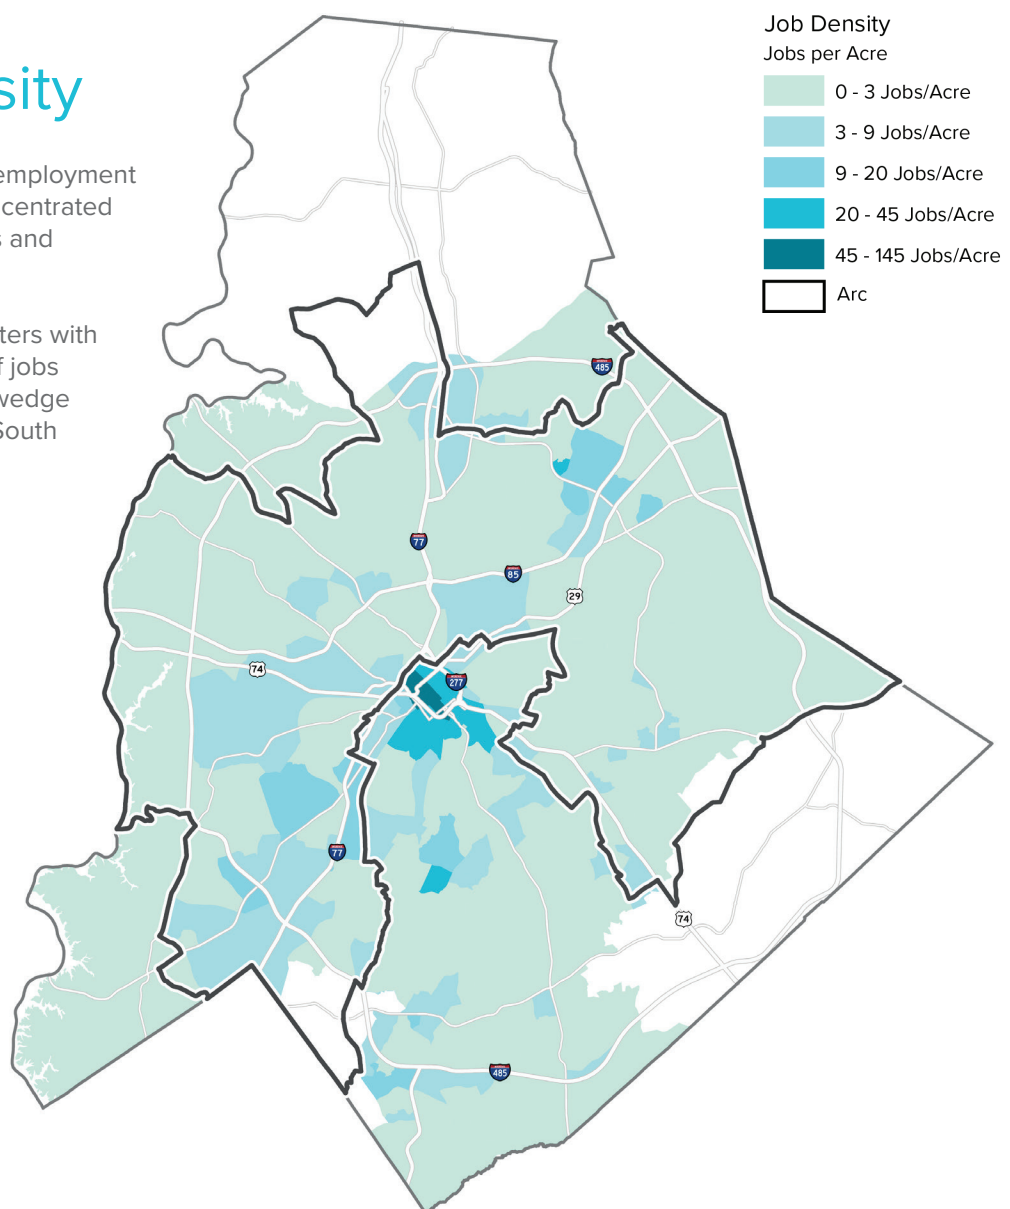 sity
employment
centrated
s and
ters with
f jobs
wedge
South
Job Density
Jobs per Acre
0 - 3 Jobs/Acre
3 - 9 Jobs/Acre
9 - 20 Jobs/Acre
20 - 45 Jobs/Acre
45 - 145 Jobs/Acre
Arc
485
77
85
29
74
277
77
74
485